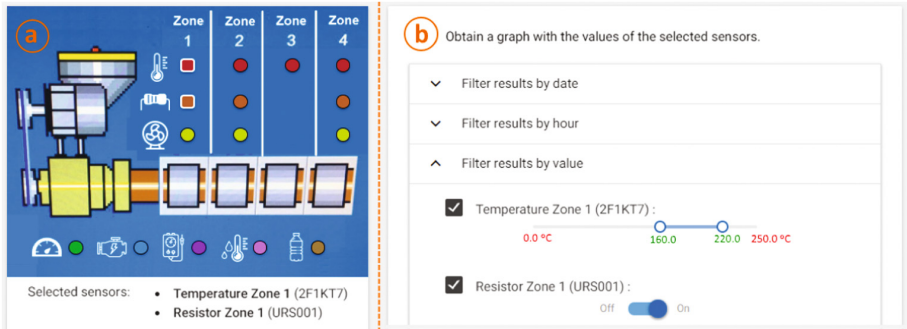 a
Zone 1
Zone 2
Zone 3
Zone 4
Selected sensors:
• Temperature Zone 1 (2F1KT7)
• Resistor Zone 1 (URS001)
b
Obtain a graph with the values of the selected sensors.
Filter results by date
Filter results by hour
Filter results by value
Temperature Zone 1 (2F1KT7) :
0.0 ºC 160.0 220.0 250.0 ºC
Resistor Zone 1 (URS001) :
Off On